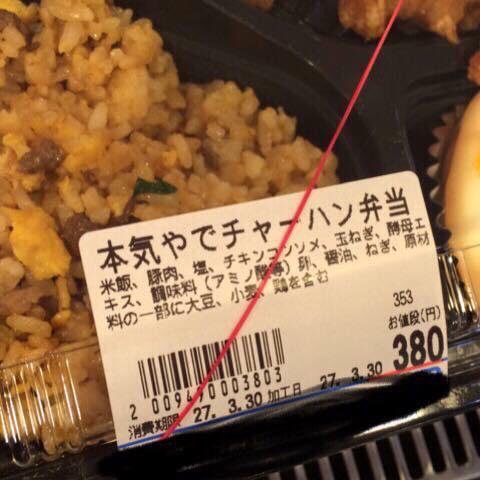 本気やでチャーハン弁当
米飯、豚肉、塩、チキンコンソメ、玉ねぎ、酵母エ
キス、調味料(アミノ酸等)卵、醤油、ねぎ、原材
料の一部に大豆、小麦、鶏を含む
353
お値段(円)
380
2 009490003803
消費期限 27. 3.30 加工日 27. 3.30